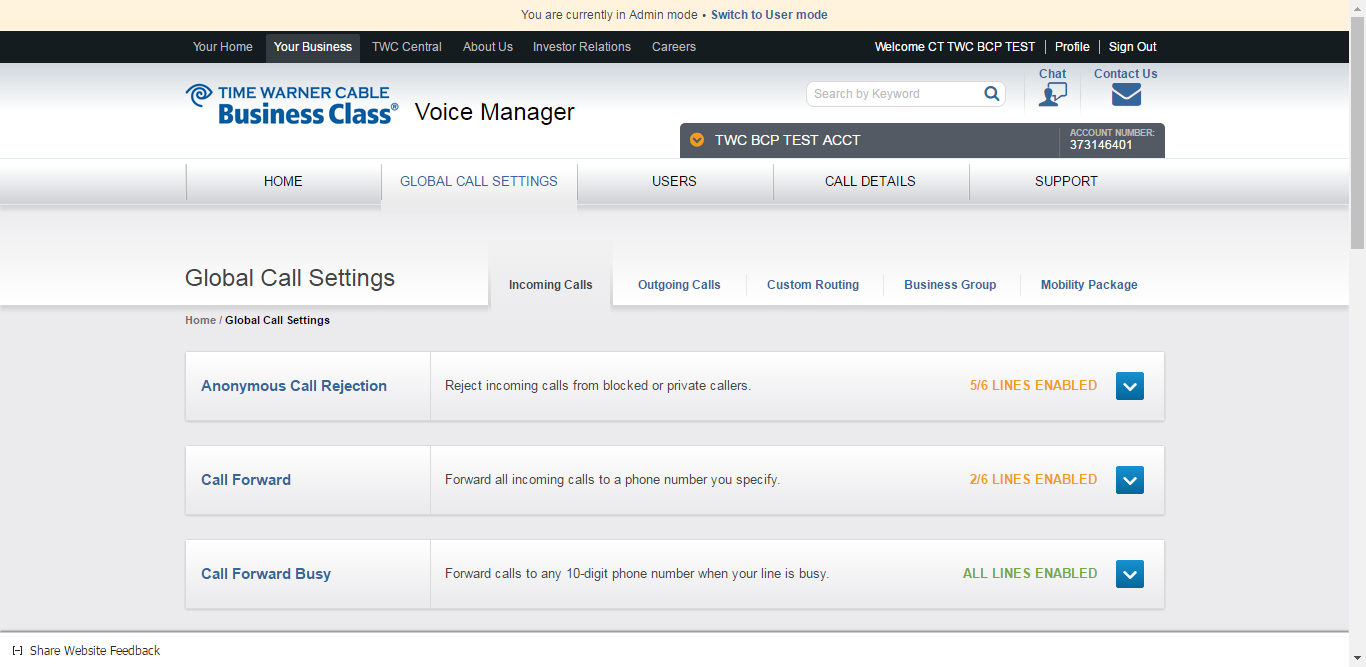 You are currently in Admin mode • Switch to User mode
Your Home Your Business TWC Central About Us Investor Relations Careers Welcome CT TWC BCP TEST | Profile | Sign Out
TIME WARNER CABLE
Business Class® Voice Manager
Search by Keyword Chat Contact Us
TWC BCP TEST ACCT ACCOUNT NUMBER:
373146401
HOME GLOBAL CALL SETTINGS USERS CALL DETAILS SUPPORT
Global Call Settings Incoming Calls Outgoing Calls Custom Routing Business Group Mobility Package
Home / Global Call Settings
Anonymous Call Rejection Reject incoming calls from blocked or private callers. 5/6 LINES ENABLED
Call Forward Forward all incoming calls to a phone number you specify. 2/6 LINES ENABLED
Call Forward Busy Forward calls to any 10-digit phone number when your line is busy. ALL LINES ENABLED
[-] Share Website Feedback